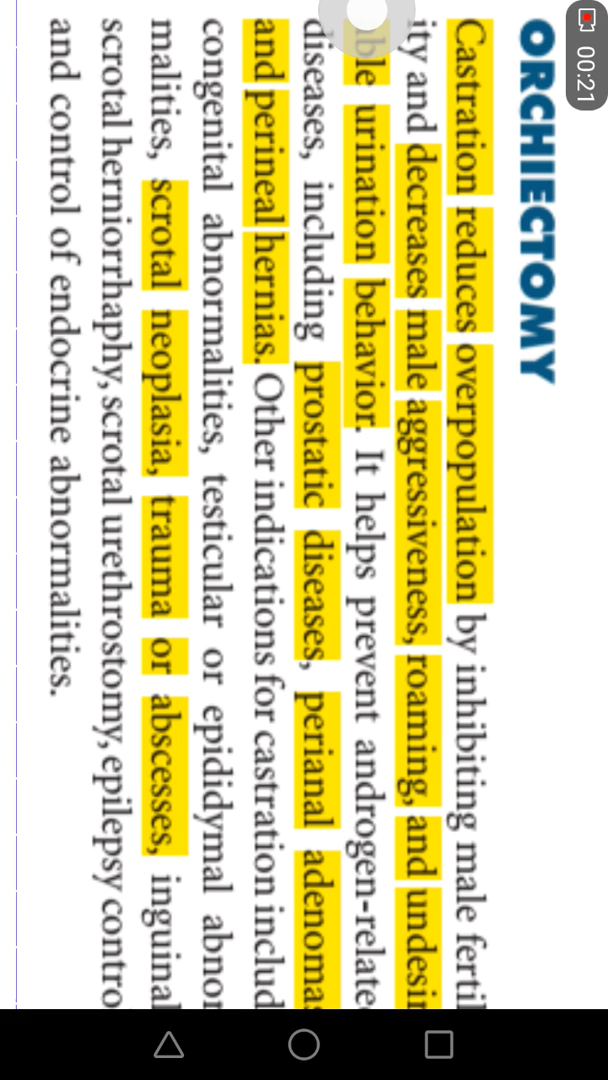 00:21
ORCHIECTOMY
Castration reduces overpopulation by inhibiting male fertil
ity and decreases male aggressiveness, roaming, and undesir
able urination behavior. It helps prevent androgen-relate
diseases, including prostatic diseases, perianal adenomas
and perineal hernias. Other indications for castration includ
congenital abnormalities, testicular or epididymal abnor
malities, scrotal neoplasia, trauma or abscesses, inguinal
scrotal herniorrhaphy, scrotal urethrostomy, epilepsy contro
and control of endocrine abnormalities.